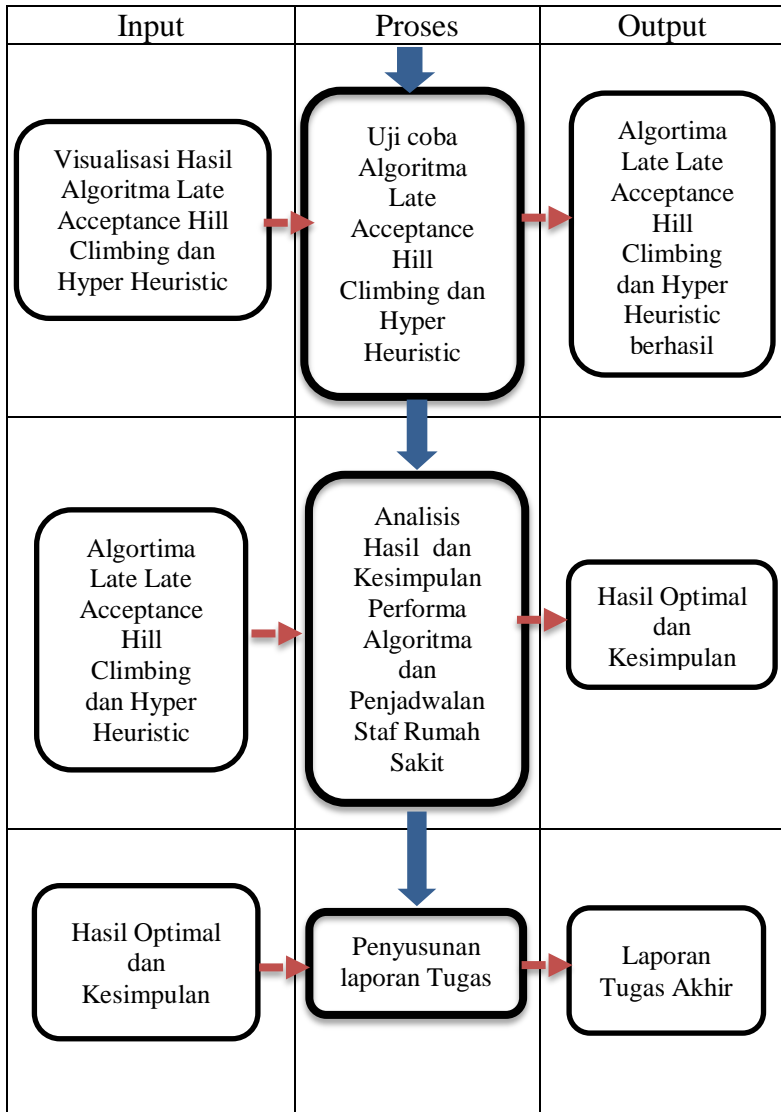 Input
Proses
Output
Visualisasi Hasil
Algoritma Late
Acceptance Hill
Climbing dan
Hyper Heuristic
Uji coba
Algoritma
Late
Acceptance
Hill
Climbing dan
Hyper
Heuristic
Algortima
Late Late
Acceptance
Hill
Climbing
dan Hyper
Heuristic
berhasil
Algortima
Late Late
Acceptance
Hill
Climbing
dan Hyper
Heuristic
Analisis
Hasil dan
Kesimpulan
Performa
Algoritma
dan
Penjadwalan
Staf Rumah
Sakit
Hasil Optimal
dan
Kesimpulan
Hasil Optimal
dan
Kesimpulan
Penyusunan
laporan Tugas
Laporan
Tugas Akhir